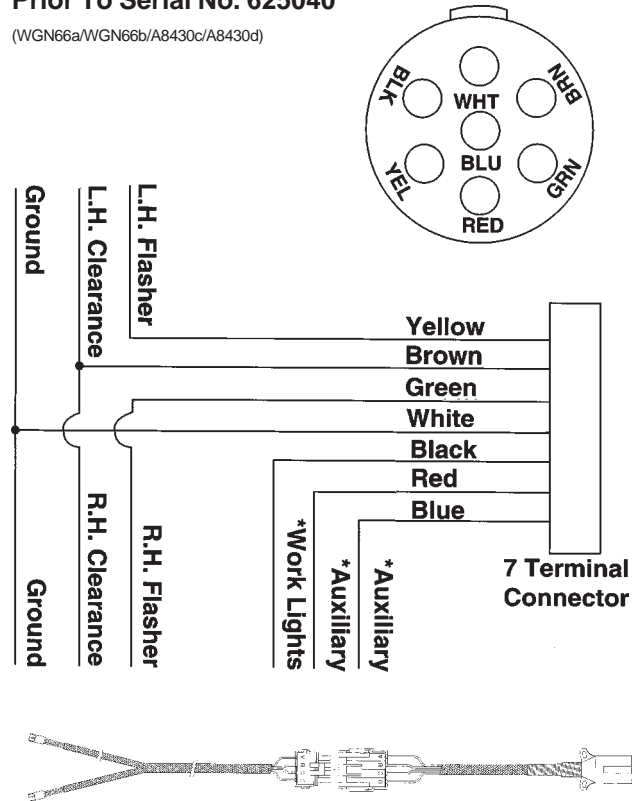 Prior To Serial No. 625040
(WGN66a/WGN66b/A8430c/A8430d)
BLK
WHT
BRN
YEL
BLU
GRN
RED
Ground
L.H. Clearance
L.H. Flasher
Yellow
Brown
Green
White
Black
Red
Blue
Ground
R.H. Clearance
R.H. Flasher
*Work Lights
*Auxiliary
*Auxiliary
7 Terminal
Connector